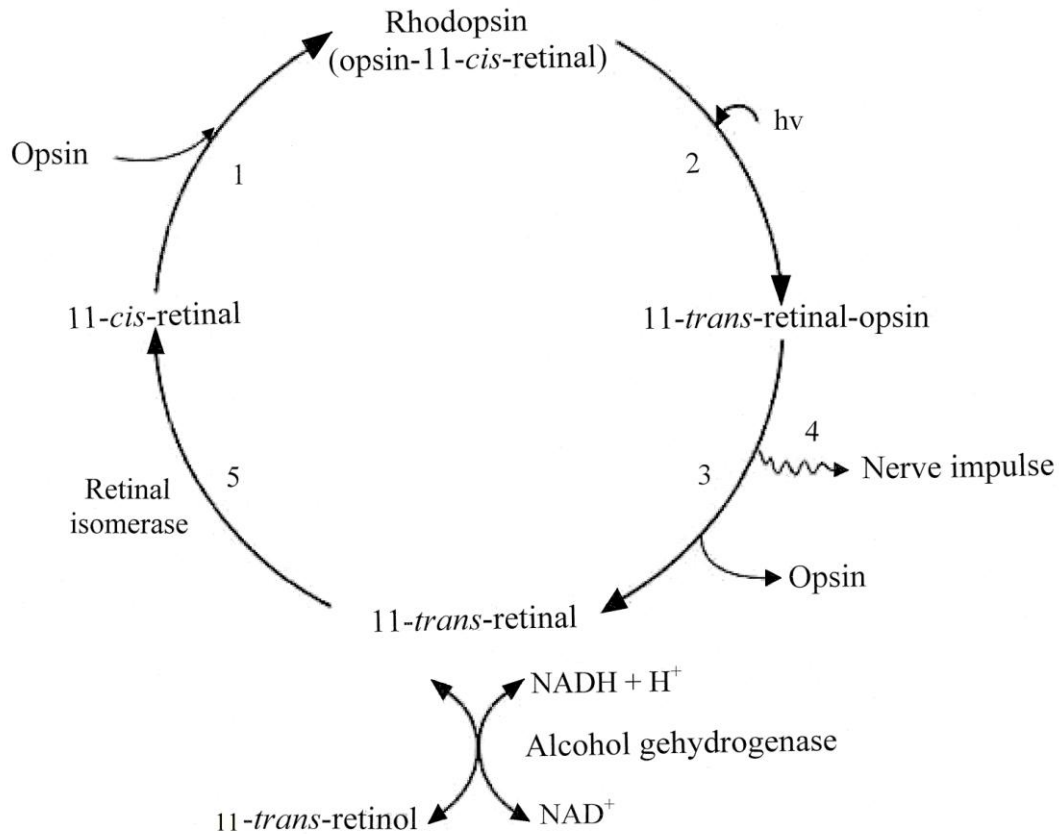 Rhodopsin
(opsin-11-cis-retinal)
hv
Opsin
1
2
11-cis-retinal
11-trans-retinal-opsin
4
Nerve impulse
3
5
Retinal
isomerase
Opsin
11-trans-retinal
NADH + H⁺
Alcohol gehydrogenase
11-trans-retinol
NAD⁺